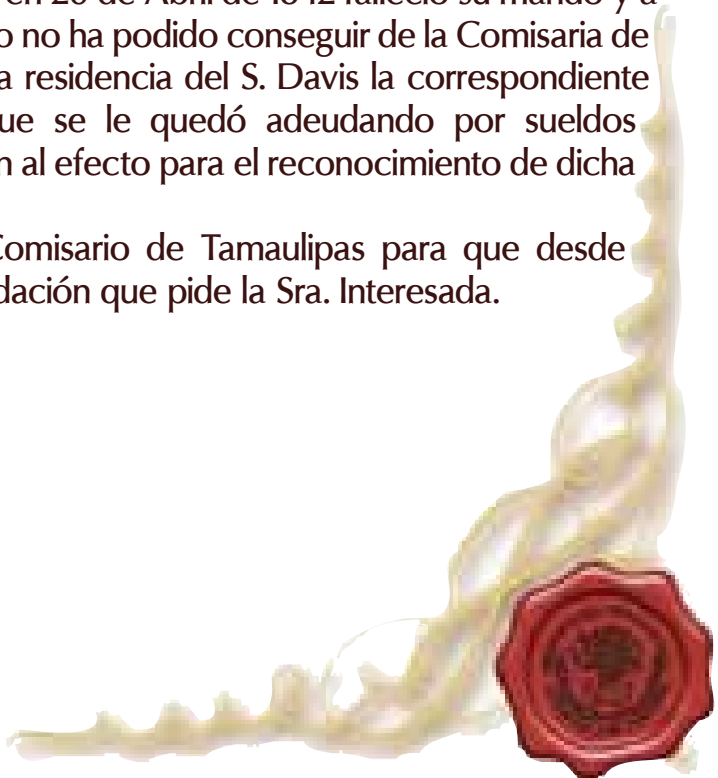 en 20 de Abril de 1842 falleció su marido y a
o no ha podido conseguir de la Comisaria de
a residencia del S. Davis la correspondiente
ue se le quedó adeudando por sueldos
n al efecto para el reconocimiento de dicha
Comisario de Tamaulipas para que desde
dación que pide la Sra. Interesada.